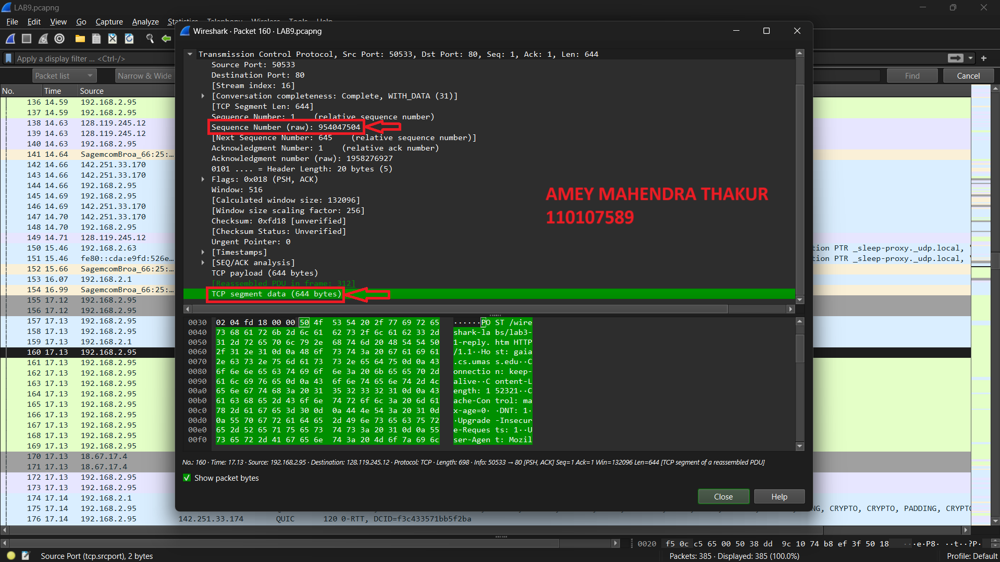 LAB9.pcapng
File Edit View Go Capture Analyze Statistics Telephony Wireless Tools Help
Apply a display filter ... <Ctrl-/>
Packet list Narrow & Wide Find Cancel
No. Time Source
136 14.59 192.168.2.95
137 14.59 192.168.2.95
138 14.63 128.119.245.12
139 14.63 128.119.245.12
140 14.63 192.168.2.95
141 14.64 SagemcomBroa_66:25:...
142 14.66 142.251.33.170
143 14.66 142.251.33.170
144 14.66 192.168.2.95
145 14.69 192.168.2.95
146 14.69 142.251.33.170
147 14.70 142.251.33.170
148 14.70 192.168.2.95
149 14.71 128.119.245.12
150 15.46 192.168.2.63
tion PTR _sleep-proxy._udp.local,
151 15.46 fe80::cda:e9fd:526e...
tion PTR _sleep-proxy._udp.local,
152 15.66 SagemcomBroa_66:25:...
153 16.07 192.168.2.1
154 16.99 SagemcomBroa_66:25:...
155 17.12 192.168.2.95
156 17.12 192.168.2.95
157 17.13 192.168.2.95
158 17.13 192.168.2.95
159 17.13 192.168.2.1
160 17.13 192.168.2.95
161 17.13 192.168.2.95
162 17.13 192.168.2.95
163 17.13 192.168.2.95
164 17.13 192.168.2.95
165 17.13 192.168.2.95
166 17.13 192.168.2.95
167 17.13 192.168.2.95
168 17.13 192.168.2.95
169 17.13 192.168.2.95
170 17.13 18.67.17.4
171 17.13 18.67.17.4
172 17.13 192.168.2.95
173 17.13 192.168.2.95
174 17.14 192.168.2.1
175 17.14 192.168.2.95
NG, CRYPTO, CRYPTO, PADDING, CRYPTO
176 17.14 192.168.2.95 142.251.33.174 QUIC 120 0-RTT, DCID=f3c433571bb5f2ba
Wireshark · Packet 160 · LAB9.pcapng
Transmission Control Protocol, Src Port: 50533, Dst Port: 80, Seq: 1, Ack: 1, Len: 644
Source Port: 50533
Destination Port: 80
[Stream index: 16]
[Conversation completeness: Complete, WITH_DATA (31)]
[TCP Segment Len: 644]
Sequence Number: 1 (relative sequence number)
Sequence Number (raw): 954047504
[Next Sequence Number: 645 (relative sequence number)]
Acknowledgment Number: 1 (relative ack number)
Acknowledgment number (raw): 1958276927
0101 .... = Header Length: 20 bytes (5)
Flags: 0x018 (PSH, ACK)
Window: 516
[Calculated window size: 132096]
[Window size scaling factor: 256]
Checksum: 0xfd18 [unverified]
[Checksum Status: Unverified]
Urgent Pointer: 0
[Timestamps]
[SEQ/ACK analysis]
TCP payload (644 bytes)
[Reassembled PDU in frame: 312]
TCP segment data (644 bytes)
AMEY MAHENDRA THAKUR
110107589
0030 02 04 fd 18 00 00 50 4f 53 54 20 2f 77 69 72 65 ······PO ST /wire
0040 73 68 61 72 6b 2d 6c 61 62 73 2f 6c 61 62 33 2d shark-la bs/lab3-
0050 31 2d 72 65 70 6c 79 2e 68 74 6d 20 48 54 54 50 1-reply. htm HTTP
0060 2f 31 2e 31 0d 0a 48 6f 73 74 3a 20 67 61 69 61 /1.1··Ho st: gaia
0070 2e 63 73 2e 75 6d 61 73 73 2e 65 64 75 0d 0a 43 .cs.umas s.edu··C
0080 6f 6e 6e 65 63 74 69 6f 6e 3a 20 6b 65 65 70 2d onnectio n: keep-
0090 61 6c 69 76 65 0d 0a 43 6f 6e 74 65 6e 74 2d 4c alive··C ontent-L
00a0 65 6e 67 74 68 3a 20 31 35 32 33 32 31 0d 0a 43 ength: 1 52321··C
00b0 61 63 68 65 2d 43 6f 6e 74 72 6f 6c 3a 20 6d 61 ache-Con trol: ma
00c0 78 2d 61 67 65 3d 30 0d 0a 44 4e 54 3a 20 31 0d x-age=0· ·DNT: 1·
00d0 0a 55 70 67 72 61 64 65 2d 49 6e 73 65 63 75 72 ·Upgrade -Insecur
00e0 65 2d 52 65 71 75 65 73 74 73 3a 20 31 0d 0a 55 e-Reques ts: 1··U
00f0 73 65 72 2d 41 67 65 6e 74 3a 20 4d 6f 7a 69 6c ser-Agen t: Mozil
No.: 160 · Time: 17.13 · Source: 192.168.2.95 · Destination: 128.119.245.12 · Protocol: TCP · Length: 698 · Info: 50533 → 80 [PSH, ACK] Seq=1 Ack=1 Win=132096 Len=644 [TCP segment of a reassembled PDU]
Show packet bytes
Close Help
0020 f5 0c c5 65 00 50 38 dd 9c 10 74 b8 ef 3f 50 18 ···e·P8· ··t··?P·
Source Port (tcp.srcport), 2 bytes Packets: 385 · Displayed: 385 (100.0%) Profile: Default